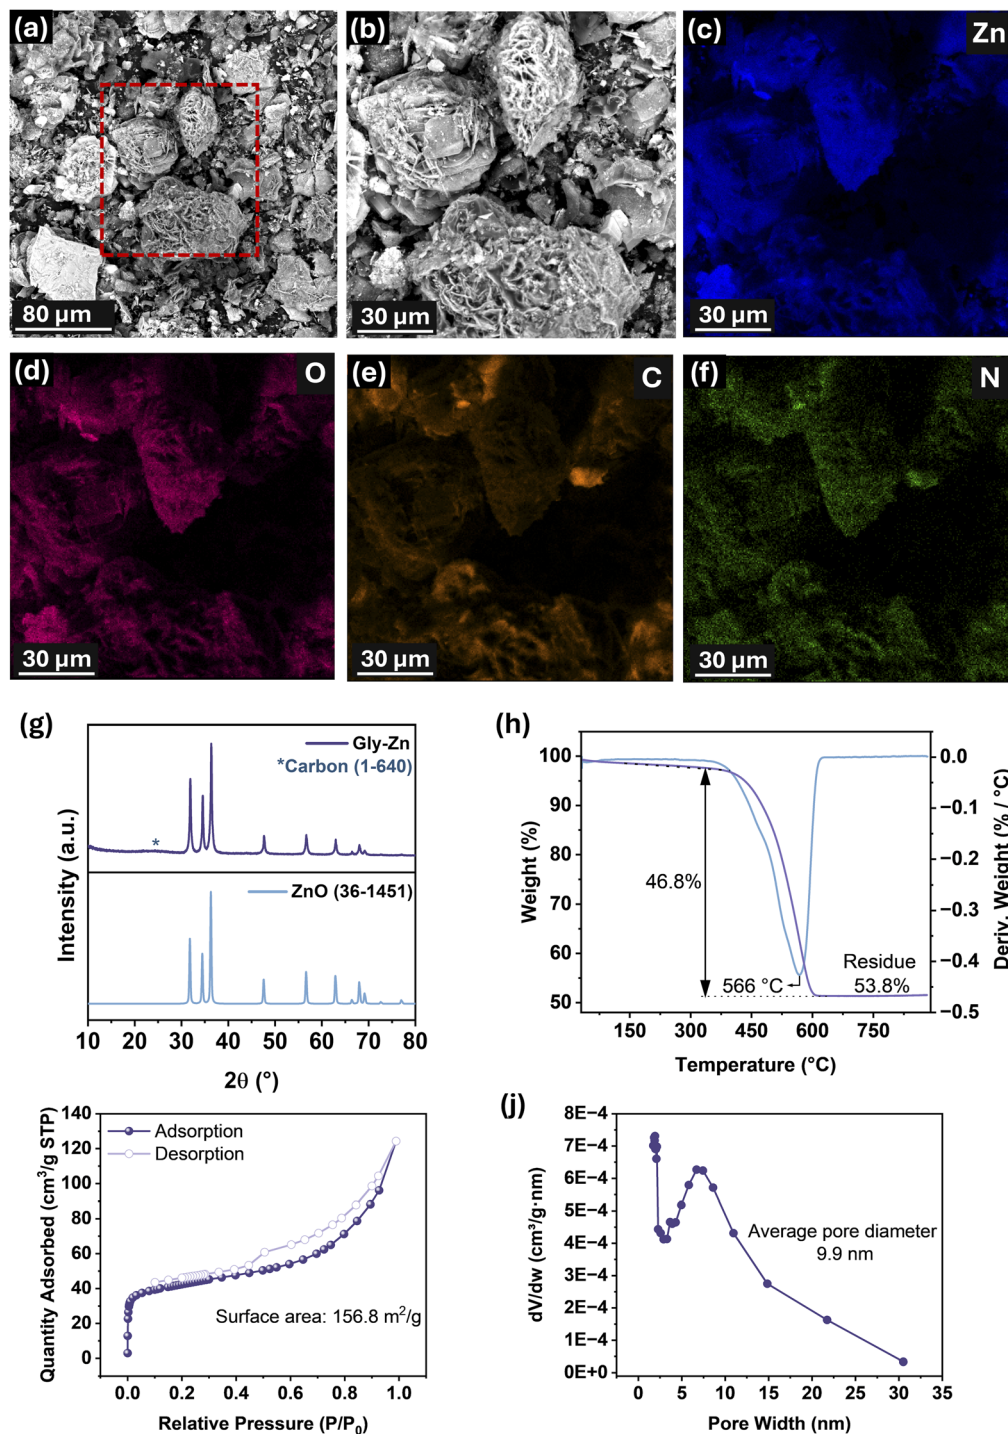 (a)
80 µm
(b)
30 µm
(c)
Zn
30 µm
(d)
O
30 µm
(e)
C
30 µm
(f)
N
30 µm
(g)
Gly-Zn
*Carbon (1-640)
*
ZnO (36-1451)
Intensity (a.u.)
10 20 30 40 50 60 70 80
2θ (°)
(h)
100
90
80
70
60
50
Weight (%)
46.8%
566 °C
Residue
53.8%
0.0
−0.1
−0.2
−0.3
−0.4
−0.5
Deriv. Weight (% / °C)
150 300 450 600 750
Temperature (°C)
140
120
100
80
60
40
20
0
Quantity Adsorbed (cm³/g STP)
Adsorption
Desorption
Surface area: 156.8 m²/g
0.0 0.2 0.4 0.6 0.8 1.0
Relative Pressure (P/P₀)
(j)
8E−4
7E−4
6E−4
5E−4
4E−4
3E−4
2E−4
1E−4
0E+0
dV/dw (cm³/g·nm)
Average pore diameter
9.9 nm
0 5 10 15 20 25 30 35
Pore Width (nm)